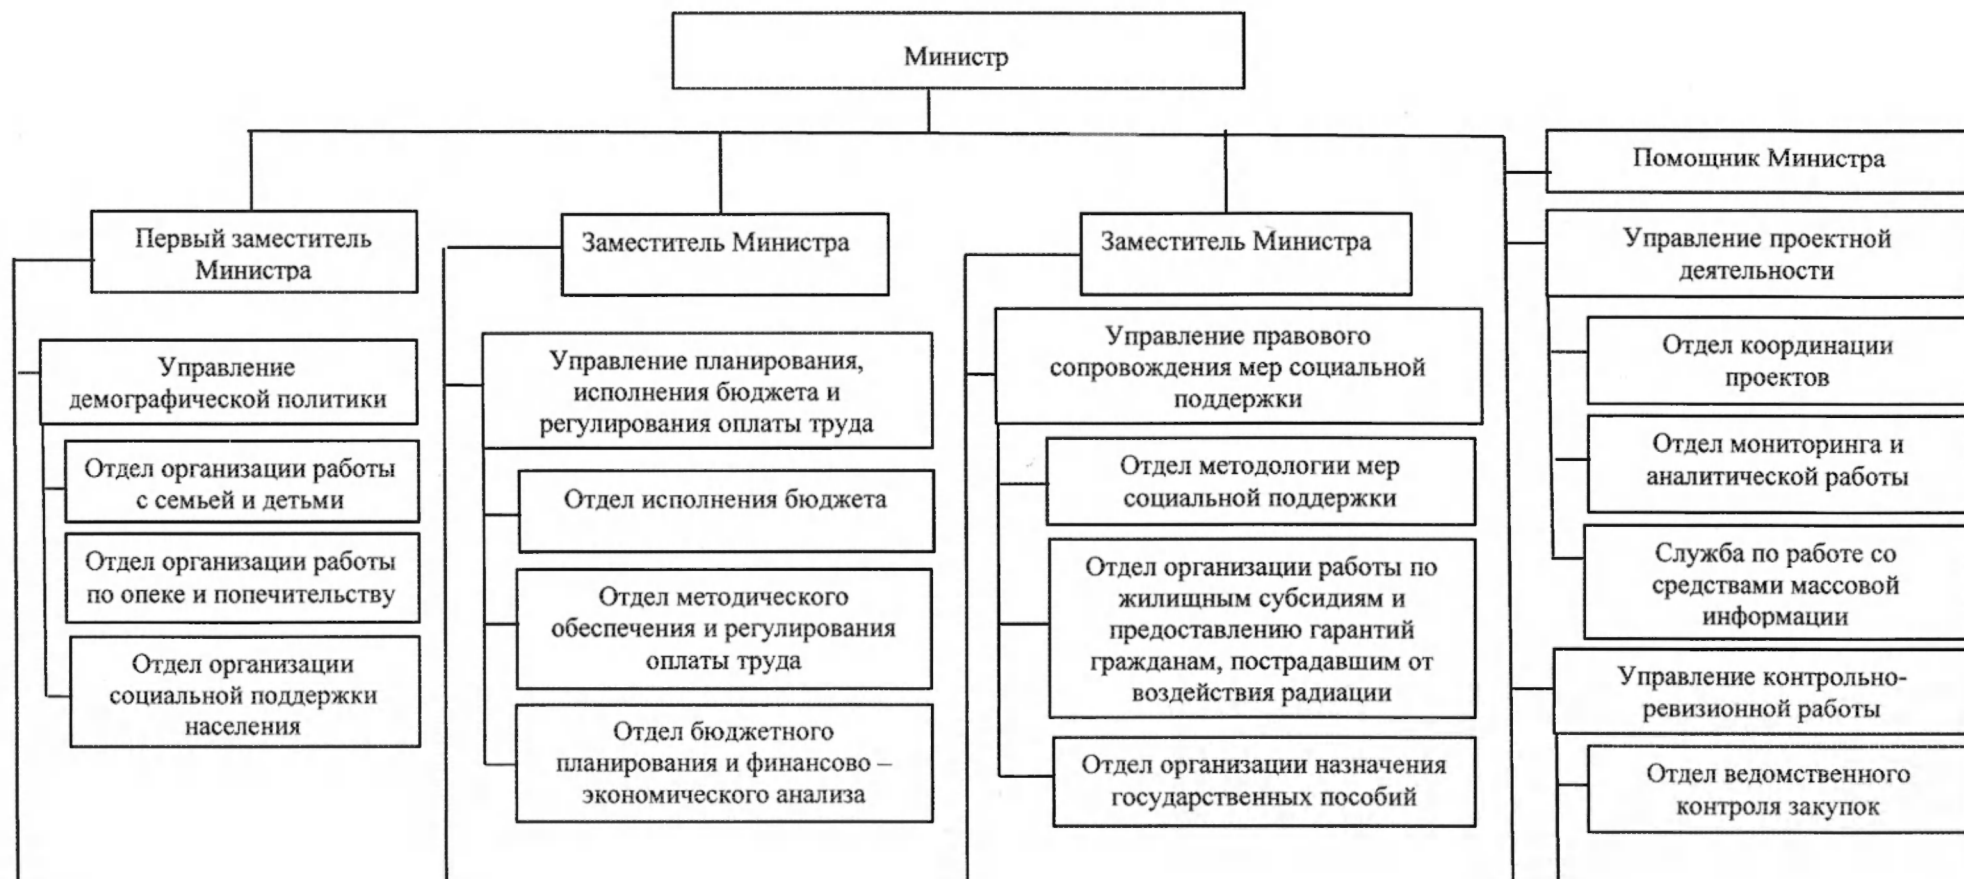 Министр
Помощник Министра
Первый заместитель
Министра
Заместитель Министра
Заместитель Министра
Управление проектной
деятельности
Управление
демографической политики
Отдел организации работы
с семьей и детьми
Отдел организации работы
по опеке и попечительству
Отдел организации
социальной поддержки
населения
Управление планирования,
исполнения бюджета и
регулирования оплаты труда
Отдел исполнения бюджета
Отдел методического
обеспечения и регулирования
оплаты труда
Отдел бюджетного
планирования и финансово –
экономического анализа
Управление правового
сопровождения мер социальной
поддержки
Отдел методологии мер
социальной поддержки
Отдел организации работы по
жилищным субсидиям и
предоставлению гарантий
гражданам, пострадавшим от
воздействия радиации
Отдел организации назначения
государственных пособий
Отдел координации
проектов
Отдел мониторинга и
аналитической работы
Служба по работе со
средствами массовой
информации
Управление контрольно-
ревизионной работы
Отдел ведомственного
контроля закупок